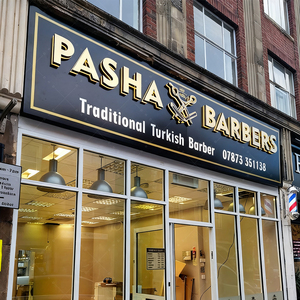 PASHA BARBERS
Traditional Turkish Barber 07873 351138